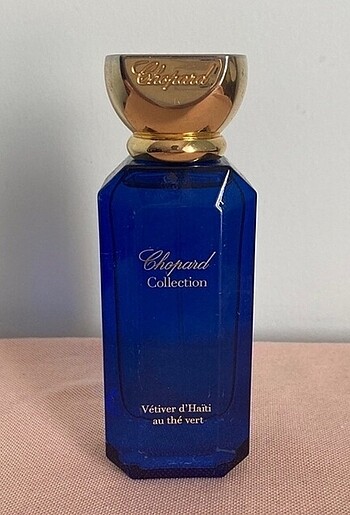 Chopard
Chopard
Collection
Vétiver d'Haïti
au thé vert